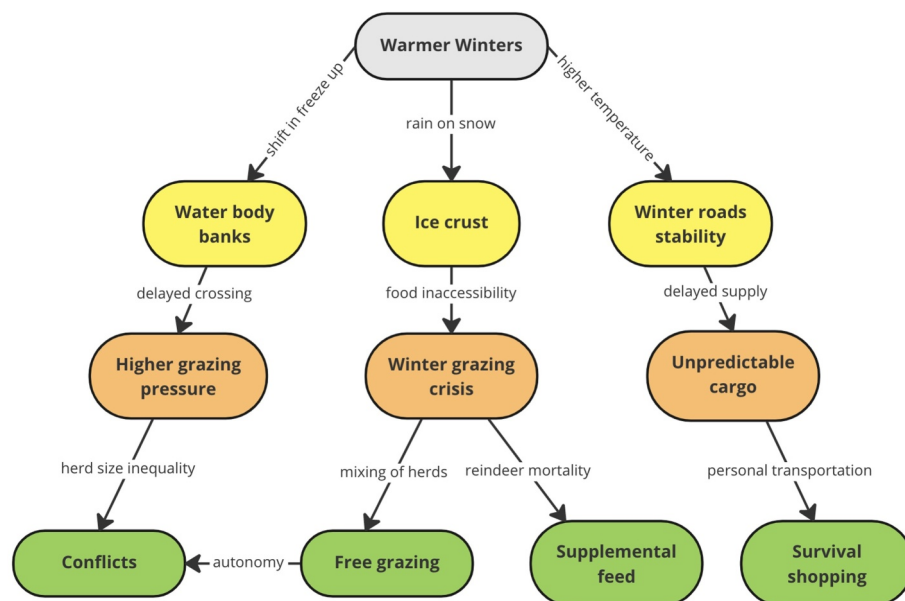 Warmer Winters
shift in freeze up
rain on snow
higher temperature
Water body
banks
Ice crust
Winter roads
stability
delayed crossing
food inaccessibility
delayed supply
Higher grazing
pressure
Winter grazing
crisis
Unpredictable
cargo
herd size inequality
mixing of herds
reindeer mortality
personal transportation
Conflicts
autonomy
Free grazing
Supplemental
feed
Survival
shopping